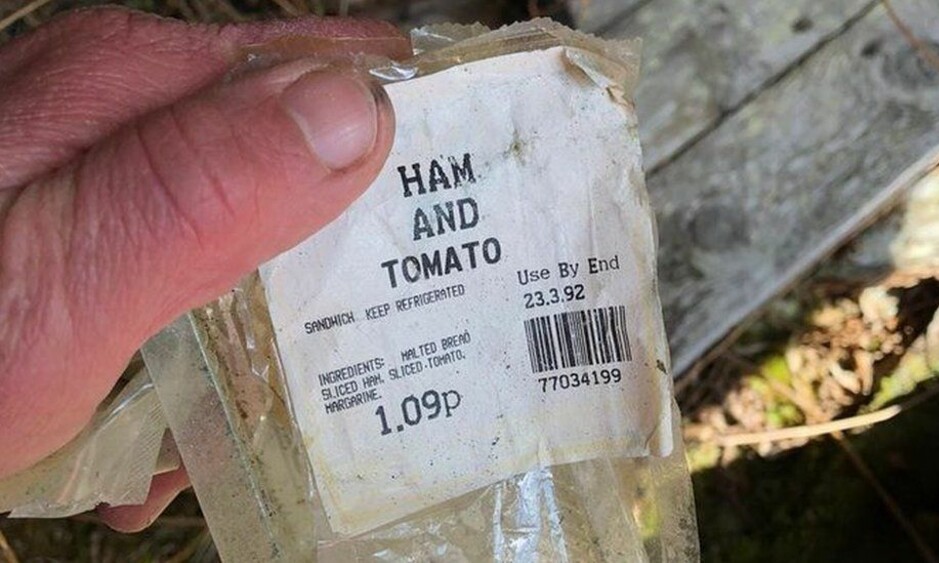 HAM
AND
TOMATO
SANDWICH KEEP REFRIGERATED
INGREDIENTS: MALTED BREAD
SLICED HAM, SLICED TOMATO,
MARGARINE.
1.09p
Use By End
23.3.92
77034199